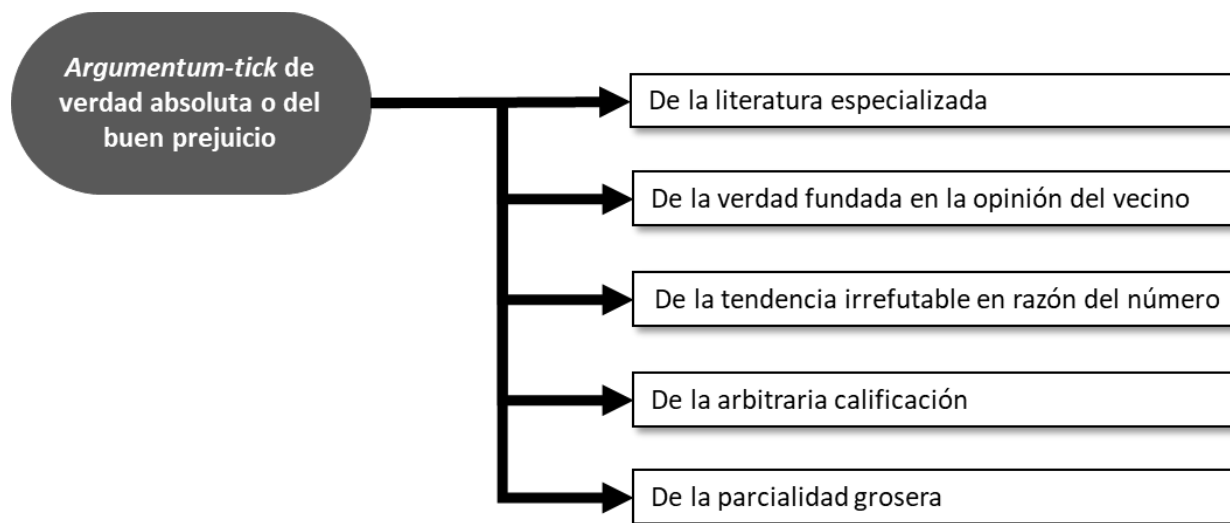 Argumentum-tick de
verdad absoluta o del
buen prejuicio
De la literatura especializada
De la verdad fundada en la opinión del vecino
De la tendencia irrefutable en razón del número
De la arbitraria calificación
De la parcialidad grosera